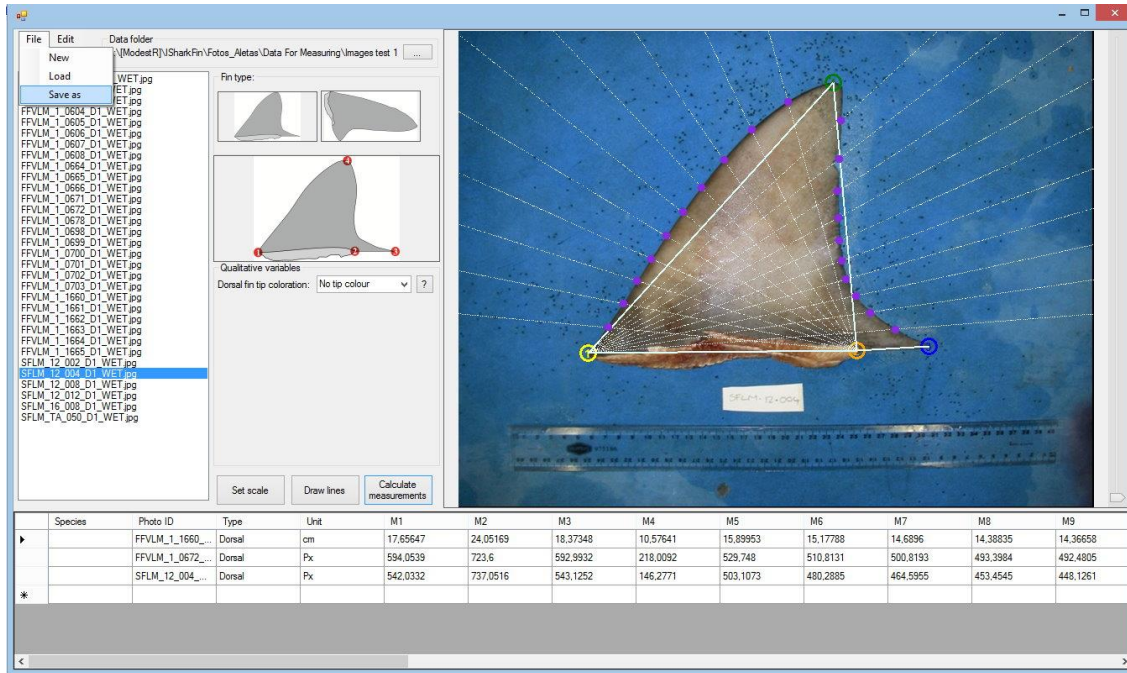 File Edit Data folder
New \[ModestR]\ISharkFin\Fotos_Aletas\Data For Measuring\Images test 1 ...
Load
Save as
_WET.jpg
ET.jpg
ET.jpg
FFVLM_1_0604_D1_WET.jpg
FFVLM_1_0605_D1_WET.jpg
FFVLM_1_0606_D1_WET.jpg
FFVLM_1_0607_D1_WET.jpg
FFVLM_1_0608_D1_WET.jpg
FFVLM_1_0664_D1_WET.jpg
FFVLM_1_0665_D1_WET.jpg
FFVLM_1_0666_D1_WET.jpg
FFVLM_1_0671_D1_WET.jpg
FFVLM_1_0672_D1_WET.jpg
FFVLM_1_0678_D1_WET.jpg
FFVLM_1_0698_D1_WET.jpg
FFVLM_1_0699_D1_WET.jpg
FFVLM_1_0700_D1_WET.jpg
FFVLM_1_0701_D1_WET.jpg
FFVLM_1_0702_D1_WET.jpg
FFVLM_1_0703_D1_WET.jpg
FFVLM_1_1660_D1_WET.jpg
FFVLM_1_1661_D1_WET.jpg
FFVLM_1_1662_D1_WET.jpg
FFVLM_1_1663_D1_WET.jpg
FFVLM_1_1664_D1_WET.jpg
FFVLM_1_1665_D1_WET.jpg
SFLM_12_002_D1_WET.jpg
SFLM_12_004_D1_WET.jpg
SFLM_12_008_D1_WET.jpg
SFLM_12_012_D1_WET.jpg
SFLM_16_008_D1_WET.jpg
SFLM_TA_050_D1_WET.jpg
Fin type:
4
1 2 3
Qualitative variables
Dorsal fin tip coloration: No tip colour ?
Set scale Draw lines Calculate measurements
SFLM-12-004
Species Photo ID Type Unit M1 M2 M3 M4 M5 M6 M7 M8 M9
FFVLM_1_1660_... Dorsal cm 17,65647 24,05169 18,37348 10,57641 15,89953 15,17788 14,6896 14,38835 14,36658
FFVLM_1_0672_... Dorsal Px 594,0539 723,6 592,9932 218,0092 529,748 510,8131 500,8193 493,3984 492,4805
SFLM_12_004_... Dorsal Px 542,0332 737,0516 543,1252 146,2771 503,1073 480,2885 464,5955 453,4545 448,1261